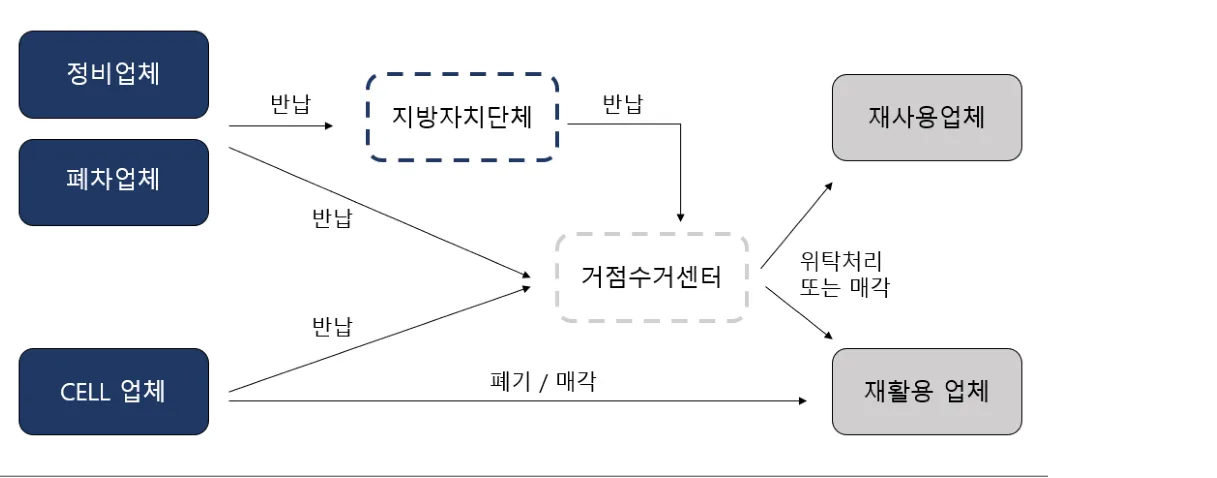 정비업체
반납
지방자치단체
반납
재사용업체
폐차업체
반납
거점수거센터
위탁처리
또는 매각
반납
CELL 업체
폐기 / 매각
재활용 업체